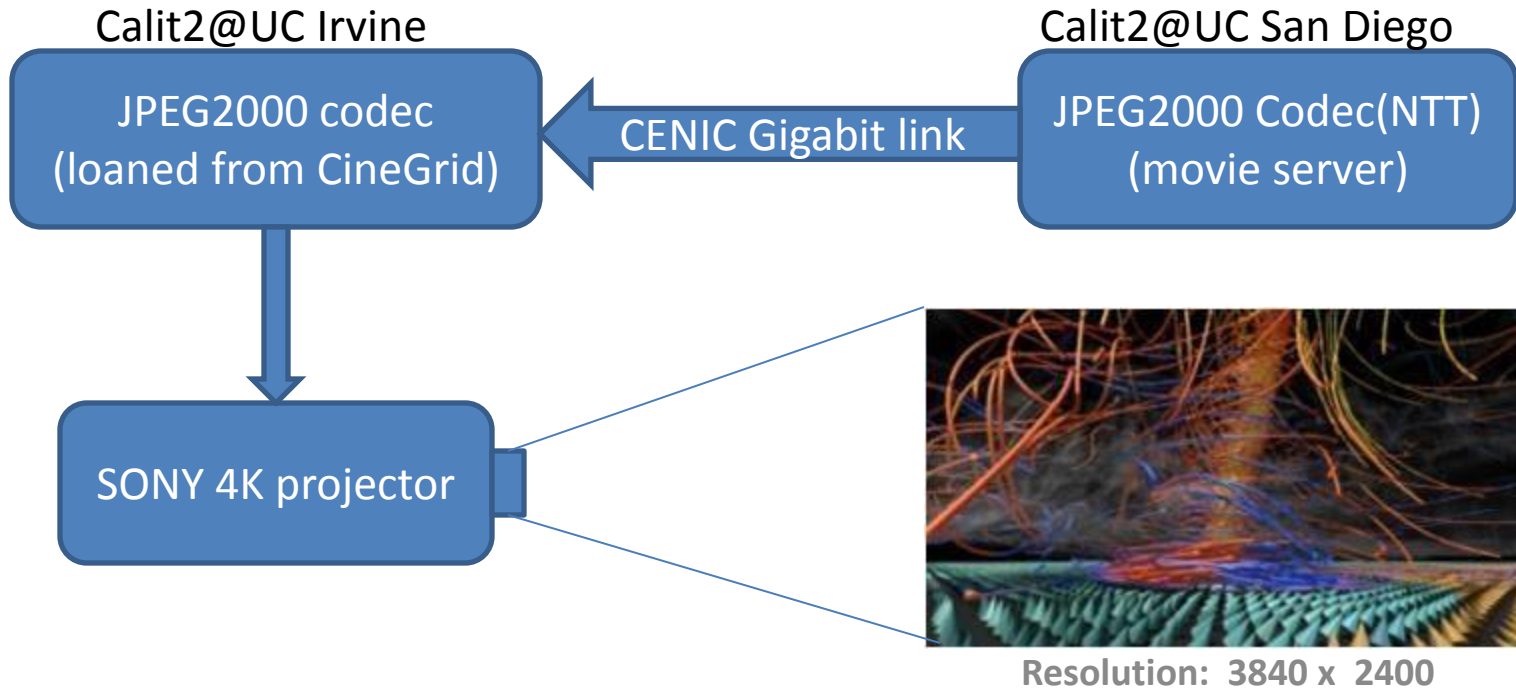 Calit2@UC Irvine
Calit2@UC San Diego
JPEG2000 codec
(loaned from CineGrid)
CENIC Gigabit link
JPEG2000 Codec(NTT)
(movie server)
SONY 4K projector
Resolution: 3840 x 2400